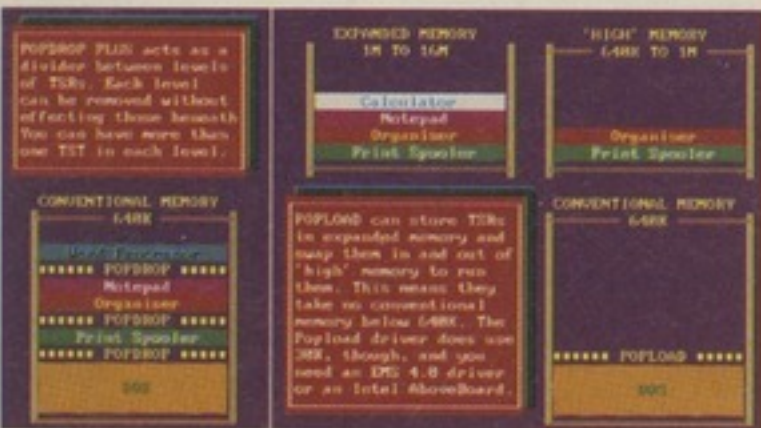 POPDROP PLUS acts as a
divider between levels
of TSRs. Each level
can be removed without
effecting those beneath
You can have more than
one TST in each level.
CONVENTIONAL MEMORY
640K
Word Processor
POPDROP
Notepad
Organiser
POPDROP
Print Spooler
POPDROP
DOS
EXPANDED MEMORY
1M TO 16M
Calculator
Notepad
Organiser
Print Spooler
'HIGH' MEMORY
640K TO 1M
Organiser
Print Spooler
POPLOAD can store TSRs
in expanded memory and
swap them in and out of
'high' memory to run
them. This means they
take no conventional
memory below 640K. The
Popload driver does use
30K, though, and you
need an EMS 4.0 driver
or an Intel AboveBoard.
CONVENTIONAL MEMORY
640K
POPLOAD
DOS